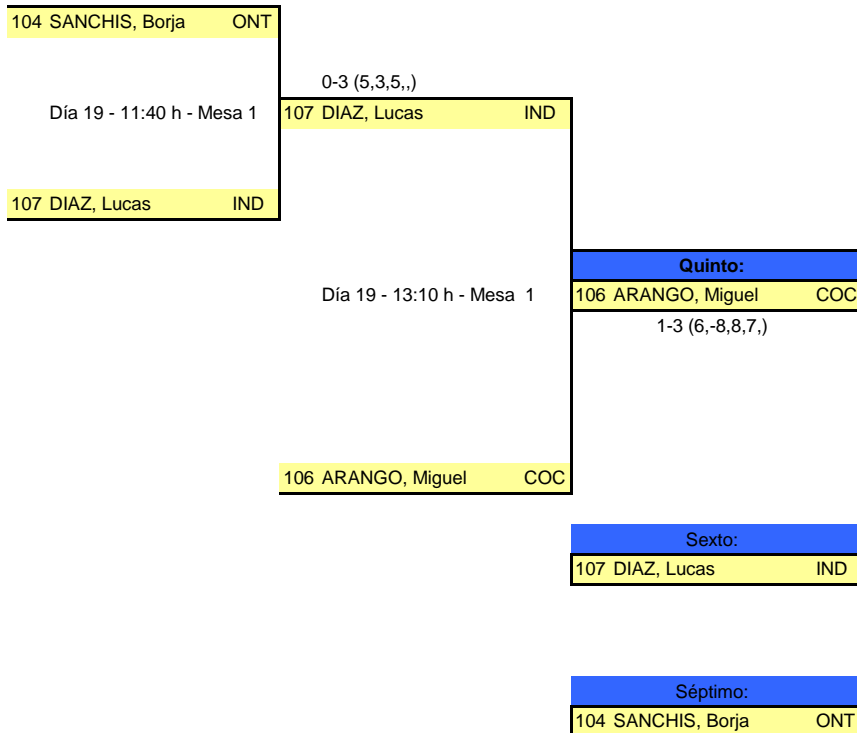 104 SANCHIS, Borja ONT
0-3 (5,3,5,,)
Día 19 - 11:40 h - Mesa 1
107 DIAZ, Lucas IND
107 DIAZ, Lucas IND
Quinto:
Día 19 - 13:10 h - Mesa 1
106 ARANGO, Miguel COC
1-3 (6,-8,8,7,)
106 ARANGO, Miguel COC
Sexto:
107 DIAZ, Lucas IND
Séptimo:
104 SANCHIS, Borja ONT